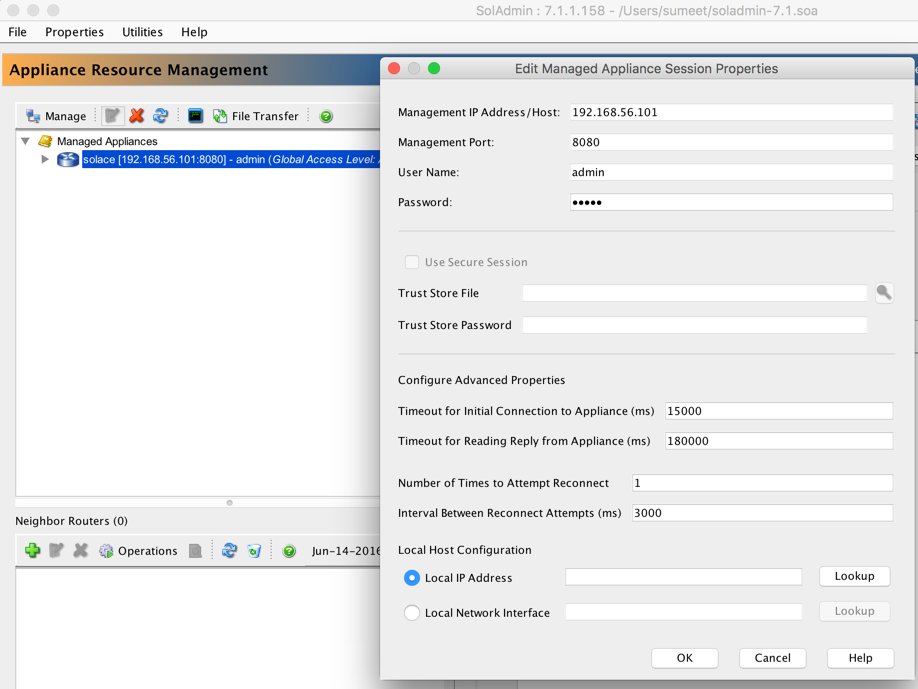 SolAdmin : 7.1.1.158 - /Users/sumeet/soladmin-7.1.soa
File Properties Utilities Help
Appliance Resource Management
Manage File Transfer
Managed Appliances
solace [192.168.56.101:8080] - admin (Global Access Level:
Neighbor Routers (0)
Operations Jun-14-2016
Edit Managed Appliance Session Properties
Management IP Address/Host: 192.168.56.101
Management Port: 8080
User Name: admin
Password: •••••
Use Secure Session
Trust Store File
Trust Store Password
Configure Advanced Properties
Timeout for Initial Connection to Appliance (ms) 15000
Timeout for Reading Reply from Appliance (ms) 180000
Number of Times to Attempt Reconnect 1
Interval Between Reconnect Attempts (ms) 3000
Local Host Configuration
Local IP Address Lookup
Local Network Interface Lookup
OK Cancel Help